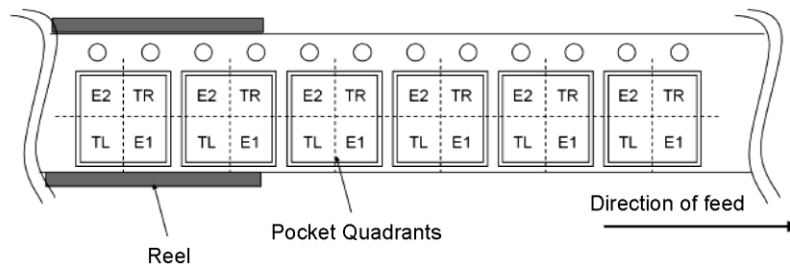 E2 TR E2 TR E2 TR E2 TR E2 TR E2 TR
TL E1 TL E1 TL E1 TL E1 TL E1 TL E1
Direction of feed
Pocket Quadrants
Reel